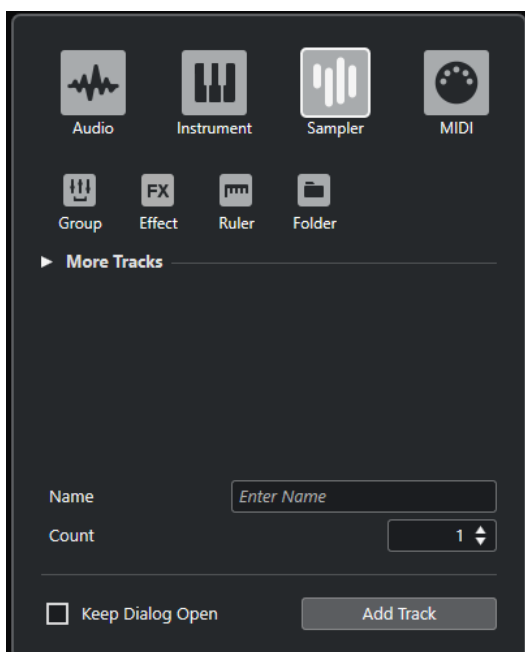 Audio Instrument Sampler MIDI
FX
Group Effect Ruler Folder
More Tracks
Name Enter Name
Count 1
Keep Dialog Open Add Track